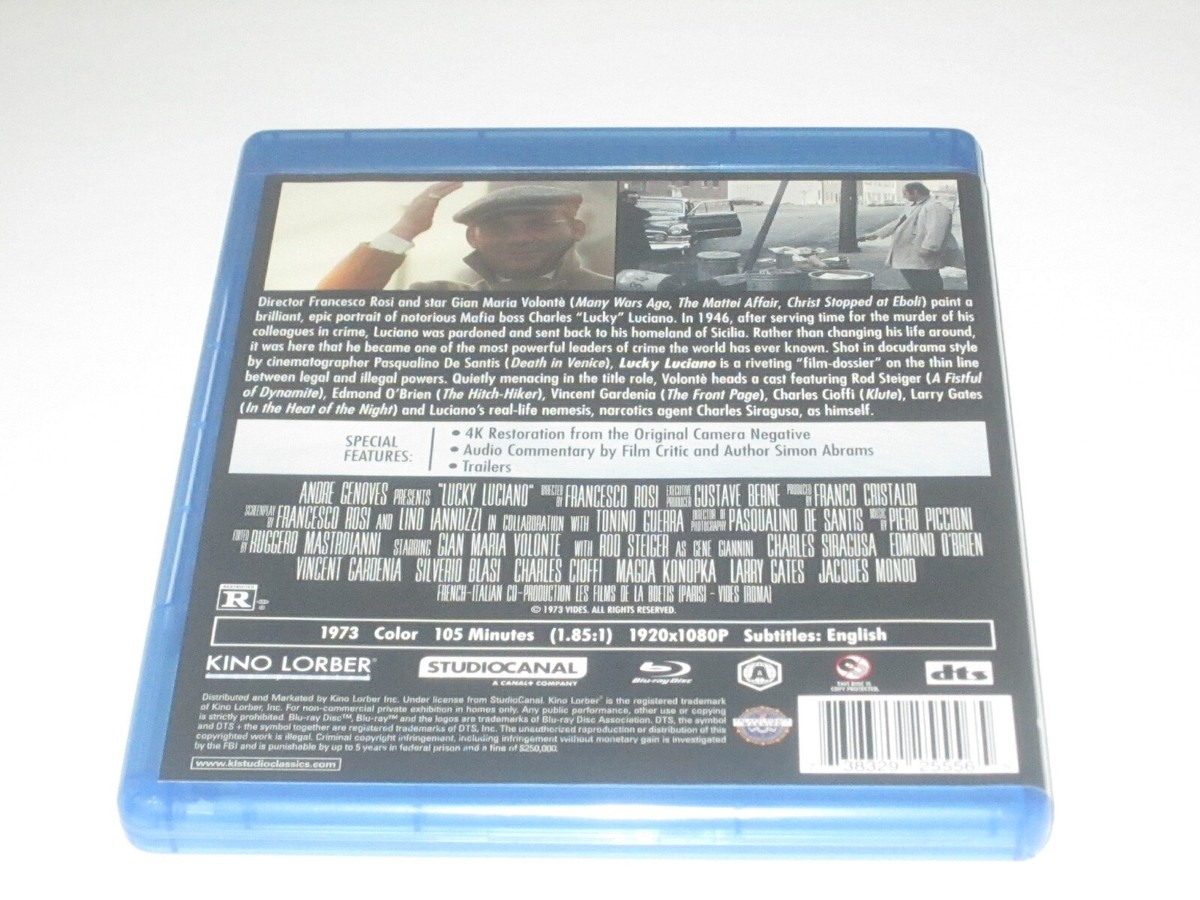 Director Francesco Rosi and star Gian Maria Volontè (Many Wars Ago, The Mattei Affair, Christ Stopped at Eboli) paint a
brilliant, epic portrait of notorious Mafia boss Charles "Lucky" Luciano. In 1946, after serving time for the murder of his
colleagues in crime, Luciano was pardoned and sent back to his homeland of Sicilia. Rather than changing his life around,
it was here that he became one of the most powerful leaders of crime the world has ever known. Shot in docudrama style
by cinematographer Pasqualino De Santis (Death in Venice), Lucky Luciano is a riveting "film-dossier" on the thin line
between legal and illegal powers. Quietly menacing in the title role, Volontè heads a cast featuring Rod Steiger (A Fistful
of Dynamite), Edmond O'Brien (The Hitch-Hiker), Vincent Gardenia (The Front Page), Charles Cioffi (Klute), Larry Gates
(In the Heat of the Night) and Luciano's real-life nemesis, narcotics agent Charles Siragusa, as himself.
SPECIAL
FEATURES:
• 4K Restoration from the Original Camera Negative
• Audio Commentary by Film Critic and Author Simon Abrams
• Trailers
ANDRE GENOVES PRESENTS "LUCKY LUCIANO" DIRECTED BY FRANCESCO ROSI EXECUTIVE PRODUCER GUSTAVE BERNE PRODUCED BY FRANCO CRISTALDI
SCREENPLAY BY FRANCESCO ROSI AND LINO IANNUZZI IN COLLABORATION WITH TONINO GUERRA DIRECTOR OF PHOTOGRAPHY PASQUALINO DE SANTIS MUSIC BY PIERO PICCIONI
EDITED BY RUGGERO MASTROIANNI STARRING GIAN MARIA VOLONTE WITH ROD STEIGER AS GENE GIANNINI CHARLES SIRAGUSA EDMOND O'BRIEN
VINCENT GARDENIA SILVERIO BLASI CHARLES CIOFFI MAGDA KONOPKA LARRY GATES JACQUES MONOD
FRENCH-ITALIAN CO-PRODUCTION LES FILMS DE LA BOETIE (PARIS) - VIDES (ROMA)
© 1973 VIDES. ALL RIGHTS RESERVED.
RESTRICTED
R
1973 Color 105 Minutes (1.85:1) 1920x1080P Subtitles: English
KINO LORBER®
STUDIOCANAL
A CANAL+ COMPANY
Blu-ray Disc
A
THIS DISC IS
COPY PROTECTED.
dts
Distributed and Marketed by Kino Lorber Inc. Under license from StudioCanal. Kino Lorber® is the registered trademark
of Kino Lorber, Inc. For non-commercial private exhibition in homes only. Any public performance, other use or copying
is strictly prohibited. Blu-ray Disc™, Blu-ray™ and the logos are trademarks of Blu-ray Disc Association. DTS, the symbol
and DTS + the symbol together are registered trademarks of DTS, Inc. The unauthorized reproduction or distribution of this
copyrighted work is illegal. Criminal copyright infringement, including infringement without monetary gain is investigated
by the FBI and is punishable by up to 5 years in federal prison and a fine of $250,000.
www.klstudioclassics.com
7 38329 25556 7